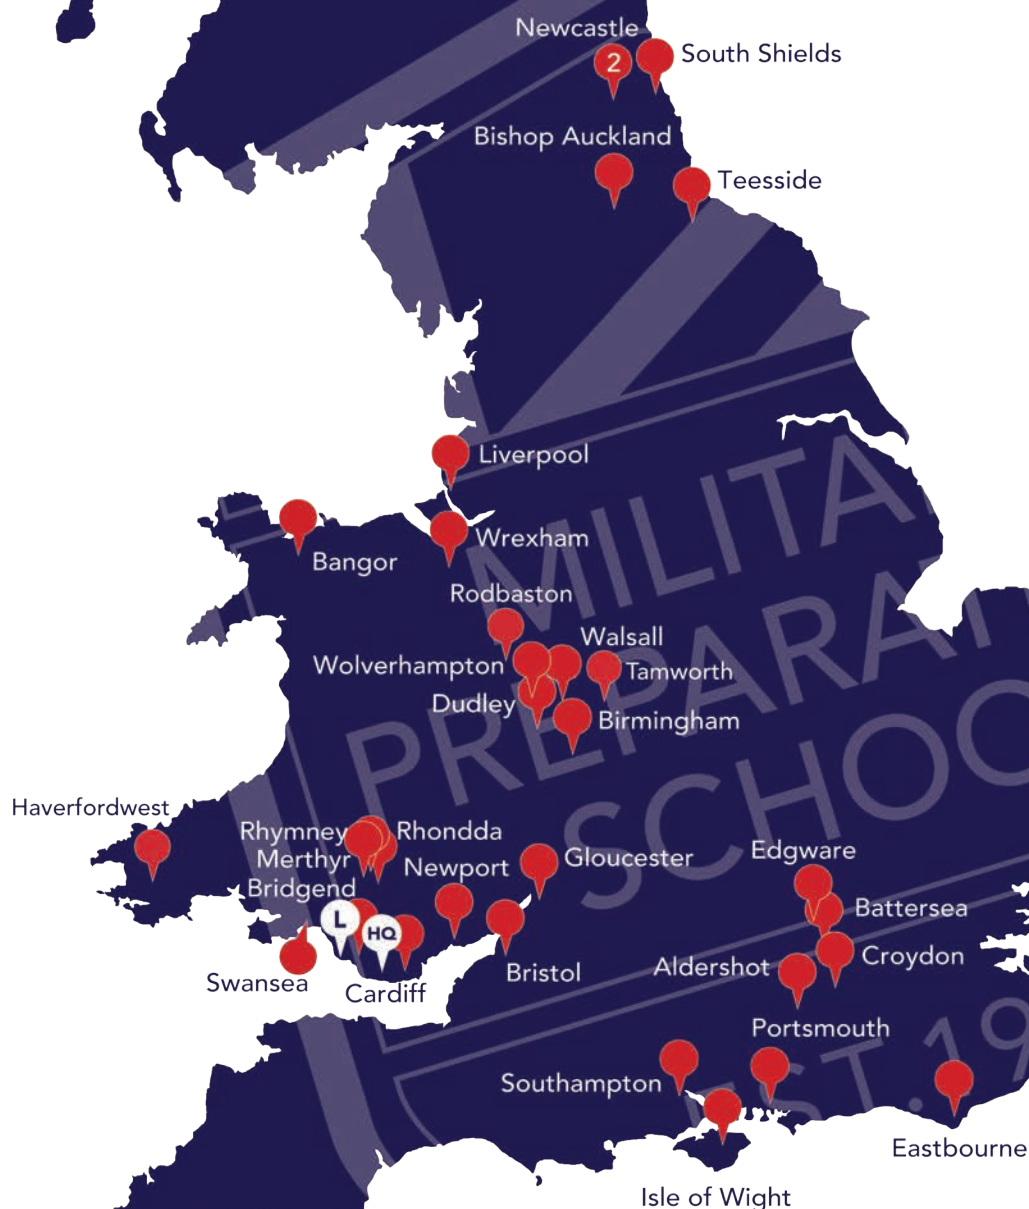 Newcastle
2
South Shields
Bishop Auckland
Teesside
Liverpool
Bangor
Wrexham
Rodbaston
Walsall
Wolverhampton
Tamworth
Dudley
Birmingham
MILITA
PREPARAT
SCHOO
Haverfordwest
Rhymney
Rhondda
Merthyr
Newport
Gloucester
Edgware
Bridgend
L
HQ
Battersea
Swansea
Cardiff
Bristol
Aldershot
Croydon
Portsmouth
Southampton
EST.19
Eastbourne
Isle of Wight